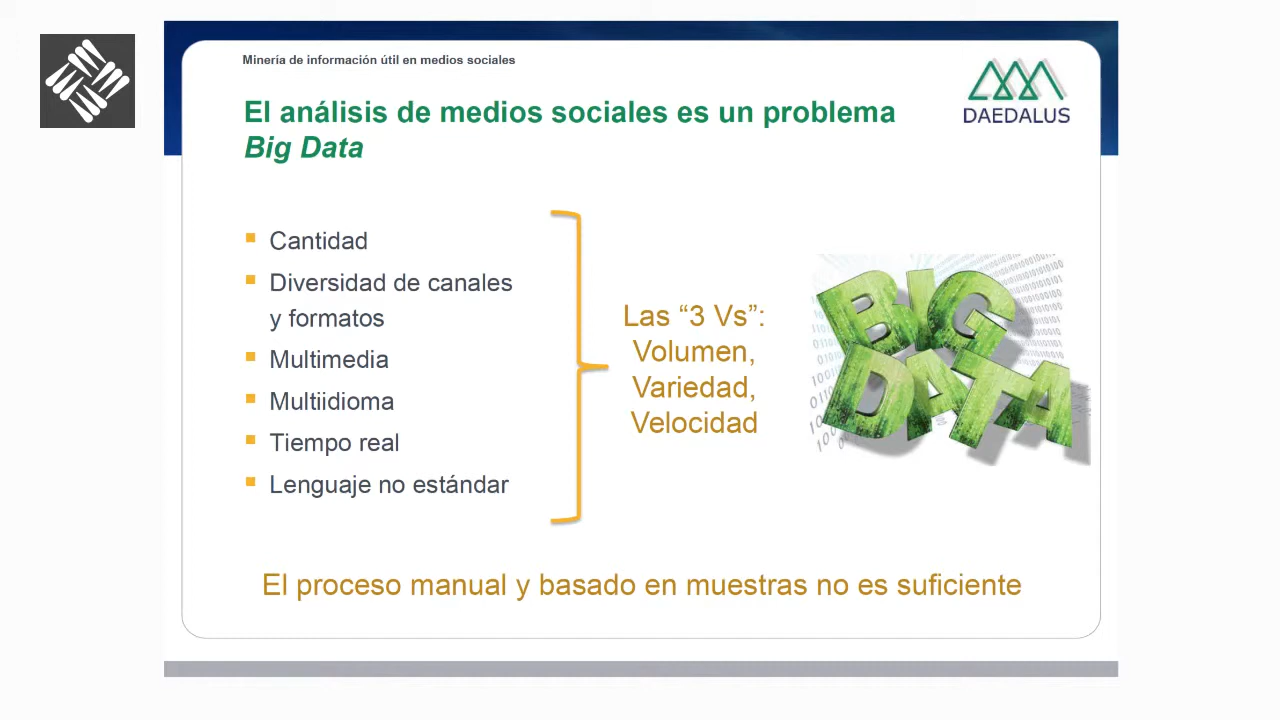 Minería de información útil en medios sociales
DAEDALUS
El análisis de medios sociales es un problema
Big Data
Cantidad
Diversidad de canales
y formatos
Multimedia
Multiidioma
Tiempo real
Lenguaje no estándar
Las “3 Vs”:
Volumen,
Variedad,
Velocidad
BIG
DATA
El proceso manual y basado en muestras no es suficiente